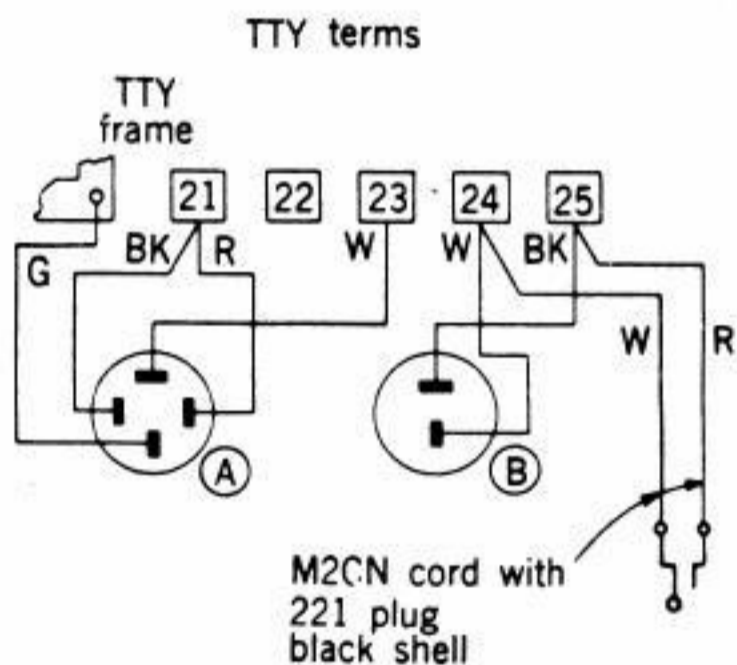 TTY terms
TTY
frame
21 22 23 24 25
G BK R W W BK
W R
A B
M2CN cord with
221 plug
black shell